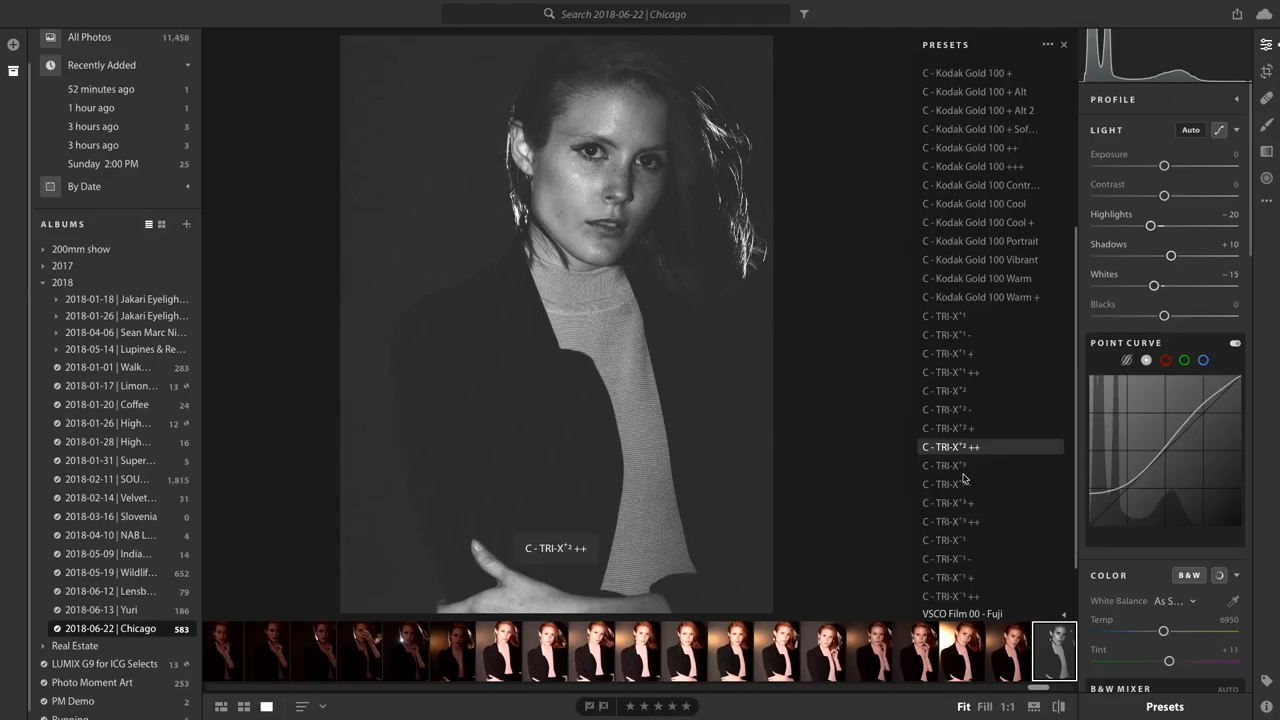 Search 2018-06-22 | Chicago
All Photos 11,458
Recently Added
52 minutes ago 1
1 hour ago 1
3 hours ago 1
3 hours ago 1
Sunday 2:00 PM 25
By Date
ALBUMS
200mm show
2017
2018
2018-01-18 | Jakari Eyeligh...
2018-01-26 | Jakari Eyeligh...
2018-04-06 | Sean Marc Ni...
2018-05-14 | Lupines & Re...
2018-01-01 | Walk... 283
2018-01-17 | Limon... 13
2018-01-20 | Coffee 24
2018-01-26 | High... 12
2018-01-28 | High... 16
2018-01-31 | Super... 5
2018-02-11 | SOU... 1,815
2018-02-14 | Velvet... 31
2018-03-16 | Slovenia 0
2018-04-10 | NAB L... 5
2018-05-09 | India... 14
2018-05-19 | Wildlif... 652
2018-06-12 | Lensb... 7
2018-06-13 | Yuri 186
2018-06-22 | Chicago 583
Real Estate
LUMIX G9 for ICG Selects 13
Photo Moment Art 253
PM Demo 2
C - TRI-X⁺² ++
PRESETS
C - Kodak Gold 100 +
C - Kodak Gold 100 + Alt
C - Kodak Gold 100 + Alt 2
C - Kodak Gold 100 + Sof...
C - Kodak Gold 100 ++
C - Kodak Gold 100 +++
C - Kodak Gold 100 Contr...
C - Kodak Gold 100 Cool
C - Kodak Gold 100 Cool +
C - Kodak Gold 100 Portrait
C - Kodak Gold 100 Vibrant
C - Kodak Gold 100 Warm
C - Kodak Gold 100 Warm +
C - TRI-X⁺¹
C - TRI-X⁺¹ -
C - TRI-X⁺¹ +
C - TRI-X⁺¹ ++
C - TRI-X⁺²
C - TRI-X⁺² -
C - TRI-X⁺² +
C - TRI-X⁺² ++
C - TRI-X⁺³
C - TRI-X
C - TRI-X⁺³ +
C - TRI-X⁺³ ++
C - TRI-X⁻¹
C - TRI-X⁻¹ -
C - TRI-X⁻¹ +
C - TRI-X⁻¹ ++
VSCO Film 00 - Fuji
PROFILE
LIGHT Auto
Exposure 0
Contrast 0
Highlights - 20
Shadows + 10
Whites - 15
Blacks 0
POINT CURVE
COLOR B&W
White Balance As S...
Temp 6950
Tint + 11
B&W MIXER AUTO
Fit Fill 1:1
Presets